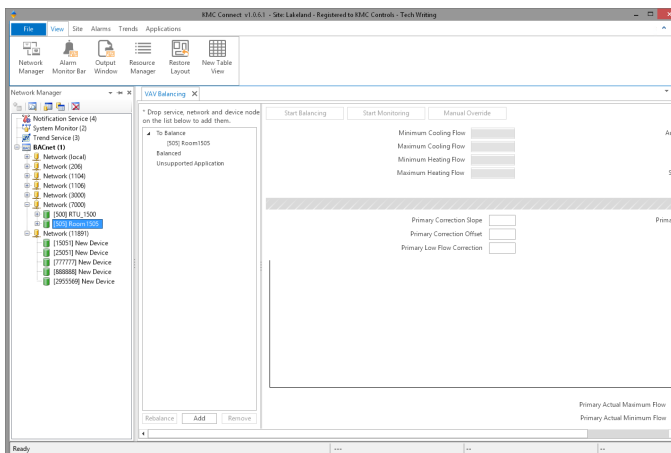 KMC Connect v1.0.6.1 - Site: Lakeland - Registered to KMC Controls - Tech Writing
File View Site Alarms Trends Applications
Network Manager
Alarm Monitor Bar
Output Window
Resource Manager
Restore Layout
New Table View
Network Manager
Notification Service (4)
System Monitor (2)
Trend Service (3)
BACnet (1)
Network (local)
Network (206)
Network (1104)
Network (1106)
Network (3000)
Network (7000)
[500] RTU_1500
[505] Room1505
Network (11891)
[15051] New Device
[25051] New Device
[777777] New Device
[888888] New Device
[2955569] New Device
VAV Balancing
* Drop service, network and device node
on the list below to add them.
To Balance
[505] Room1505
Balanced
Unsupported Application
Rebalance Add Remove
Start Balancing Start Monitoring Manual Override
Minimum Cooling Flow
Maximum Cooling Flow
Minimum Heating Flow
Maximum Heating Flow
Primary Correction Slope
Primary Correction Offset
Primary Low Flow Correction
Primary Actual Maximum Flow
Primary Actual Minimum Flow
Ready --- -- --